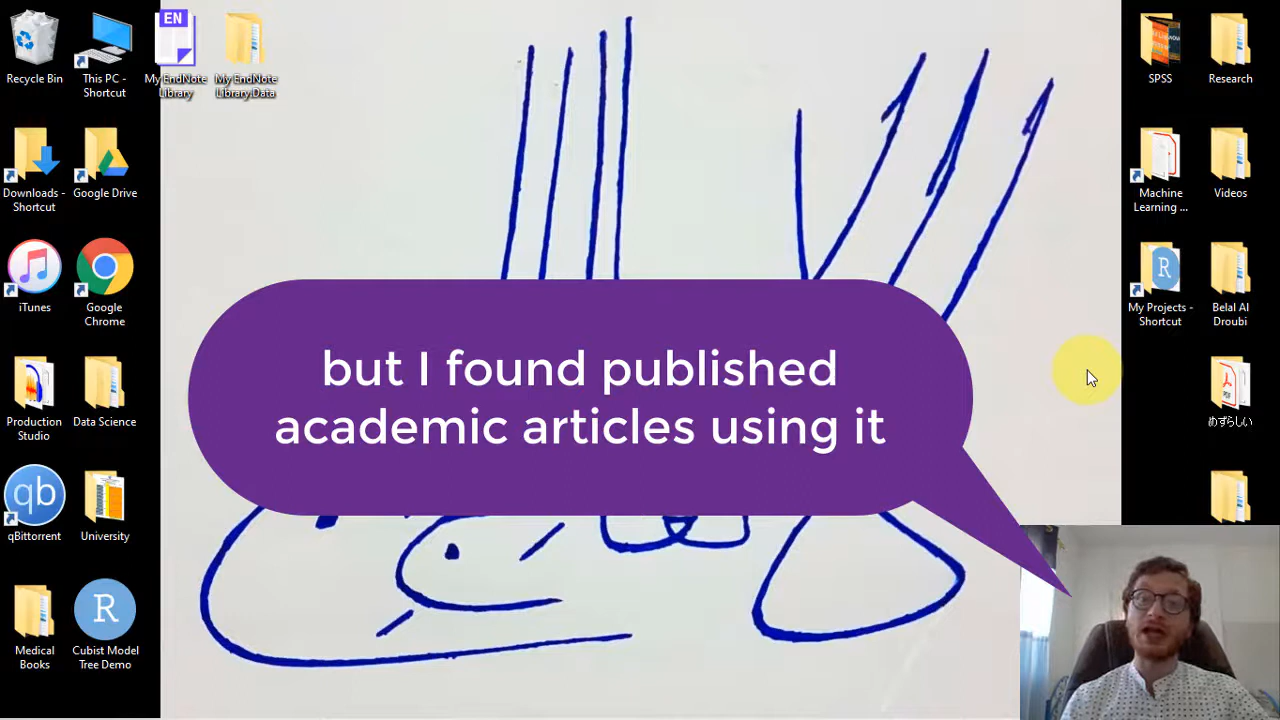 Recycle Bin
This PC -
Shortcut
EN
My EndNote
Library
My EndNote
Library.Data
SPSS
Research
Downloads -
Shortcut
Google Drive
Machine
Learning ...
Videos
iTunes
Google
Chrome
R
My Projects -
Shortcut
Belal Al
Droubi
but I found published
academic articles using it
Production
Studio
Data Science
PDF
めずらしい
qb
qBittorrent
University
Medical
Books
R
Cubist Model
Tree Demo